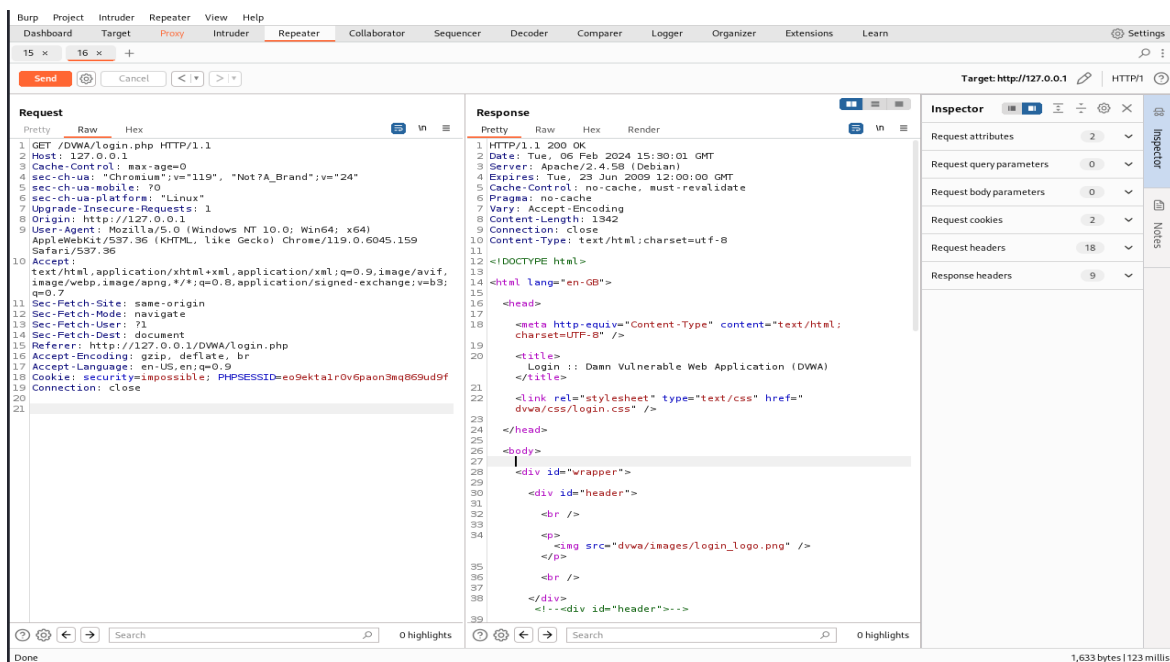 Burp Project Intruder Repeater View Help
Dashboard Target Proxy Intruder Repeater Collaborator Sequencer Decoder Comparer Logger Organizer Extensions Learn Settings
15 × 16 × +
Send Cancel < > Target: http://127.0.0.1 HTTP/1
Request
Pretty Raw Hex \n
1 GET /DVWA/login.php HTTP/1.1
2 Host: 127.0.0.1
3 Cache-Control: max-age=0
4 sec-ch-ua: "Chromium";v="119", "Not?A_Brand";v="24"
5 sec-ch-ua-mobile: ?0
6 sec-ch-ua-platform: "Linux"
7 Upgrade-Insecure-Requests: 1
8 Origin: http://127.0.0.1
9 User-Agent: Mozilla/5.0 (Windows NT 10.0; Win64; x64)
AppleWebKit/537.36 (KHTML, like Gecko) Chrome/119.0.6045.159
Safari/537.36
10 Accept:
text/html,application/xhtml+xml,application/xml;q=0.9,image/avif,
image/webp,image/apng,*/*;q=0.8,application/signed-exchange;v=b3;
q=0.7
11 Sec-Fetch-Site: same-origin
12 Sec-Fetch-Mode: navigate
13 Sec-Fetch-User: ?1
14 Sec-Fetch-Dest: document
15 Referer: http://127.0.0.1/DVWA/login.php
16 Accept-Encoding: gzip, deflate, br
17 Accept-Language: en-US,en;q=0.9
18 Cookie: security=impossible; PHPSESSID=eo9ekta1r0v6paon3mq869ud9f
19 Connection: close
20
21
Search 0 highlights
Response
Pretty Raw Hex Render \n
1 HTTP/1.1 200 OK
2 Date: Tue, 06 Feb 2024 15:30:01 GMT
3 Server: Apache/2.4.58 (Debian)
4 Expires: Tue, 23 Jun 2009 12:00:00 GMT
5 Cache-Control: no-cache, must-revalidate
6 Pragma: no-cache
7 Vary: Accept-Encoding
8 Content-Length: 1342
9 Connection: close
10 Content-Type: text/html;charset=utf-8
11
12 <!DOCTYPE html>
13
14 <html lang="en-GB">
15
16 <head>
17
18 <meta http-equiv="Content-Type" content="text/html;
charset=UTF-8" />
19
20 <title>
Login :: Damn Vulnerable Web Application (DVWA)
</title>
21
22 <link rel="stylesheet" type="text/css" href="
dvwa/css/login.css" />
23
24 </head>
25
26 <body>
27
28 <div id="wrapper">
29
30 <div id="header">
31
32 <br />
33
34 <p>
<img src="dvwa/images/login_logo.png" />
</p>
35
36 <br />
37
38 </div>
<!--<div id="header">-->
39
Search 0 highlights
Inspector
Request attributes 2
Request query parameters 0
Request body parameters 0
Request cookies 2
Request headers 18
Response headers 9
Inspector
Notes
Done 1,633 bytes | 123 millis